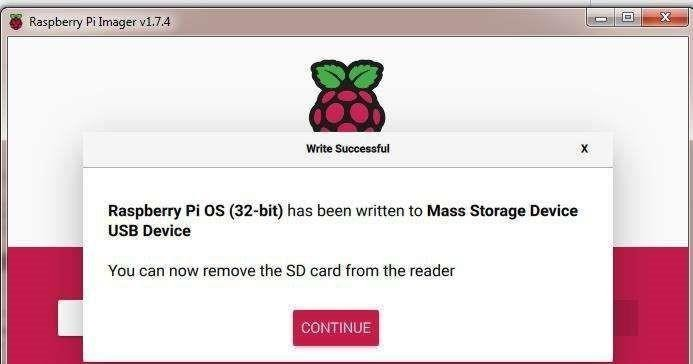 Raspberry Pi Imager v1.7.4
Write Successful
X
Raspberry Pi OS (32-bit) has been written to Mass Storage Device
USB Device
You can now remove the SD card from the reader
CONTINUE